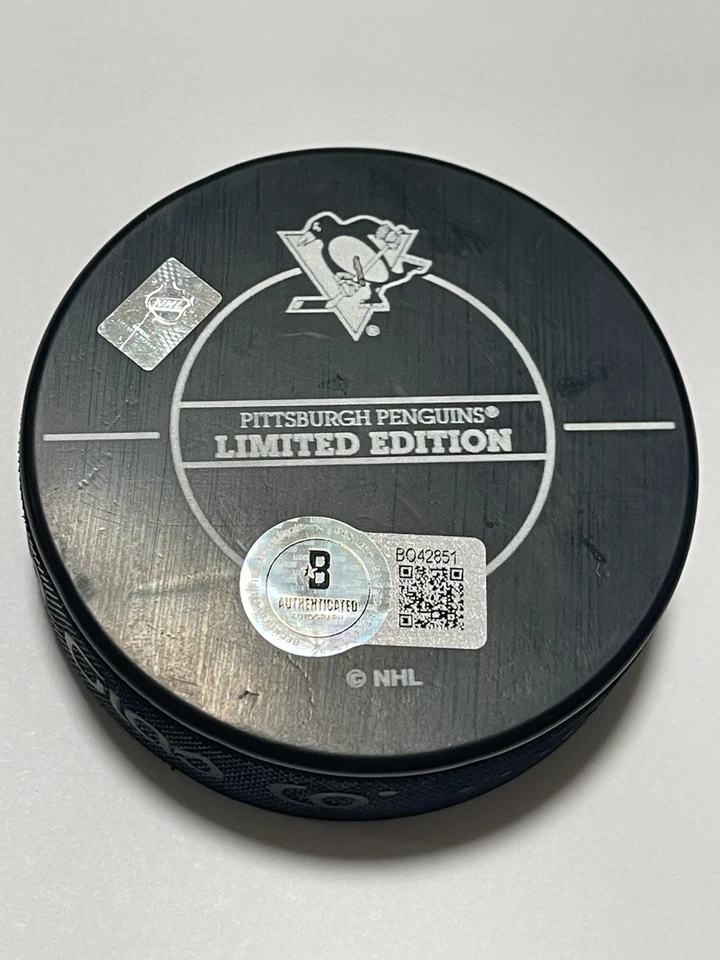 NHL
PITTSBURGH PENGUINS®
LIMITED EDITION
B
AUTHENTICATED
AUTOGRAPH
BQ42851
© NHL